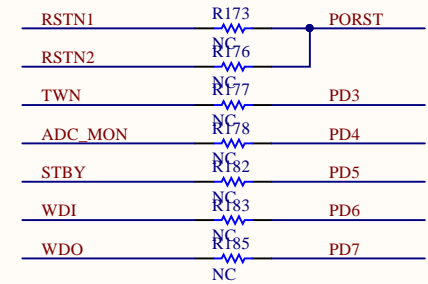 RSTN1 R173 PORST
NC
RSTN2 R176
NC
TWN R177 PD3
NC
ADC_MON R178 PD4
NC
STBY R182 PD5
NC
WDI R183 PD6
NC
WDO R185 PD7
NC